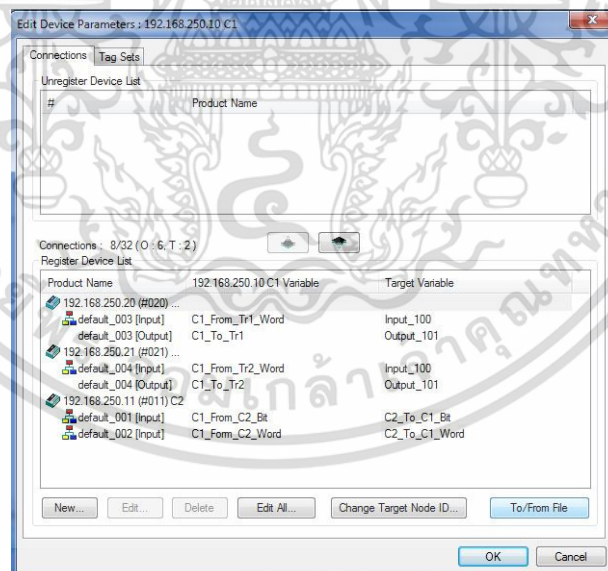 Edit Device Parameters : 192.168.250.10 C1
Connections Tag Sets
Unregister Device List
# Product Name
Connections : 8/32 ( O : 6, T : 2 )
Register Device List
Product Name 192.168.250.10 C1 Variable Target Variable
192.168.250.20 (#020) ...
default_003 [Input] C1_From_Tr1_Word Input_100
default_003 [Output] C1_To_Tr1 Output_101
192.168.250.21 (#021) ...
default_004 [Input] C1_From_Tr2_Word Input_100
default_004 [Output] C1_To_Tr2 Output_101
192.168.250.11 (#011) C2
default_001 [Input] C1_From_C2_Bit C2_To_C1_Bit
default_002 [Input] C1_Form_C2_Word C2_To_C1_Word
New... Edit... Delete Edit All... Change Target Node ID... To/From File
OK Cancel